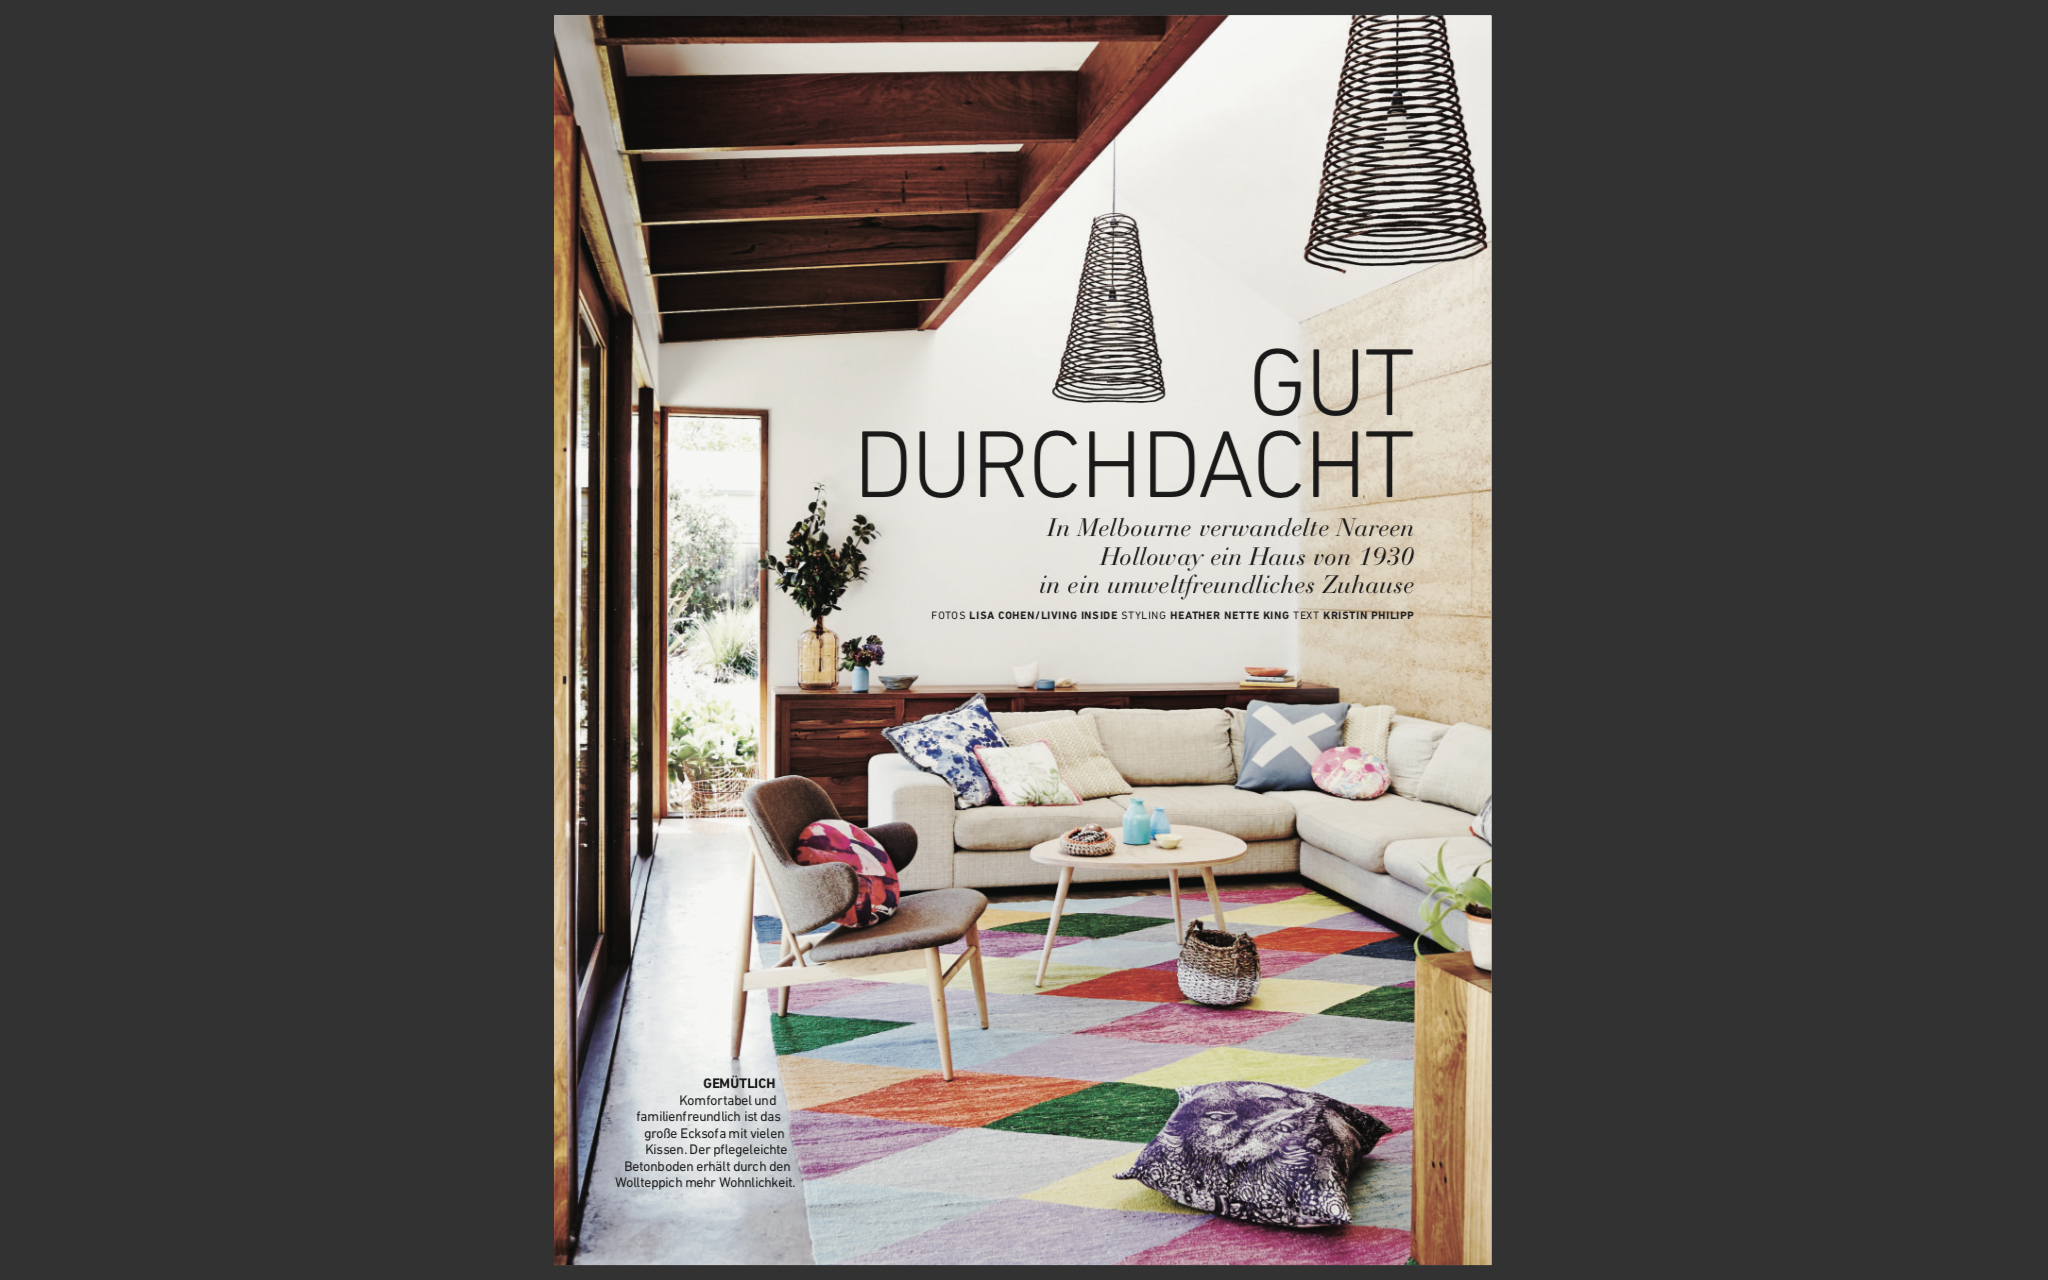 GUT
DURCHDACHT
In Melbourne verwandelte Nareen
Holloway ein Haus von 1930
in ein umweltfreundliches Zuhause
FOTOS LISA COHEN/LIVING INSIDE STYLING HEATHER NETTE KING TEXT KRISTIN PHILIPP
GEMÜTLICH
Komfortabel und
familienfreundlich ist das
große Ecksofa mit vielen
Kissen. Der pflegeleichte
Betonboden erhält durch den
Wollteppich mehr Wohnlichkeit.